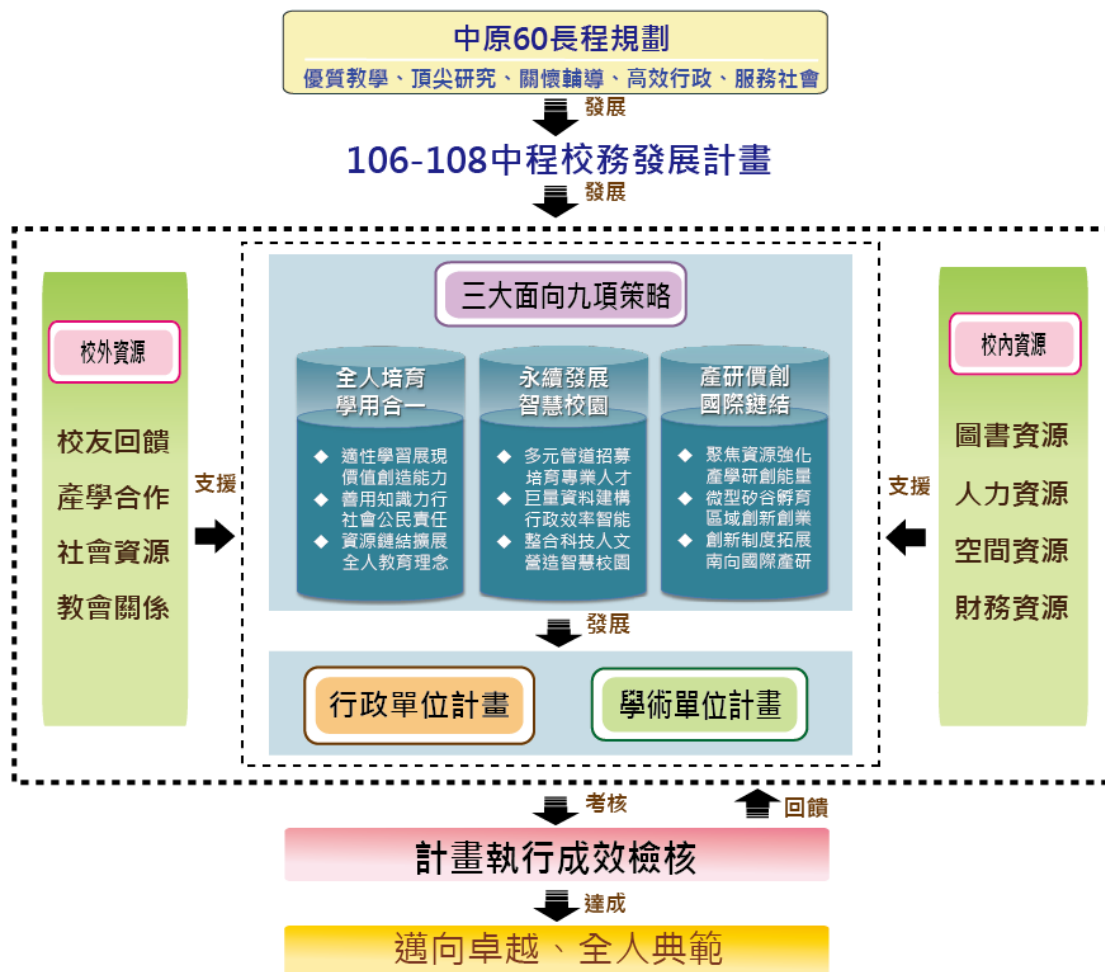 中原60長程規劃
優質教學、頂尖研究、關懷輔導、高效行政、服務社會
發展
106-108中程校務發展計畫
發展
三大面向九項策略
校外資源
校友回饋
產學合作
社會資源
教會關係
支援
全人培育
學用合一
◆ 適性學習展現
價值創造能力
◆ 善用知識力行
社會公民責任
◆ 資源鏈結擴展
全人教育理念
永續發展
智慧校園
◆ 多元管道招募
培育專業人才
◆ 巨量資料建構
行政效率智能
◆ 整合科技人文
營造智慧校園
產研價創
國際鏈結
◆ 聚焦資源強化
產學研創能量
◆ 微型矽谷孵育
區域創新創業
◆ 創新制度拓展
南向國際產研
支援
校內資源
圖書資源
人力資源
空間資源
財務資源
發展
行政單位計畫
學術單位計畫
考核
回饋
計畫執行成效檢核
達成
邁向卓越、全人典範